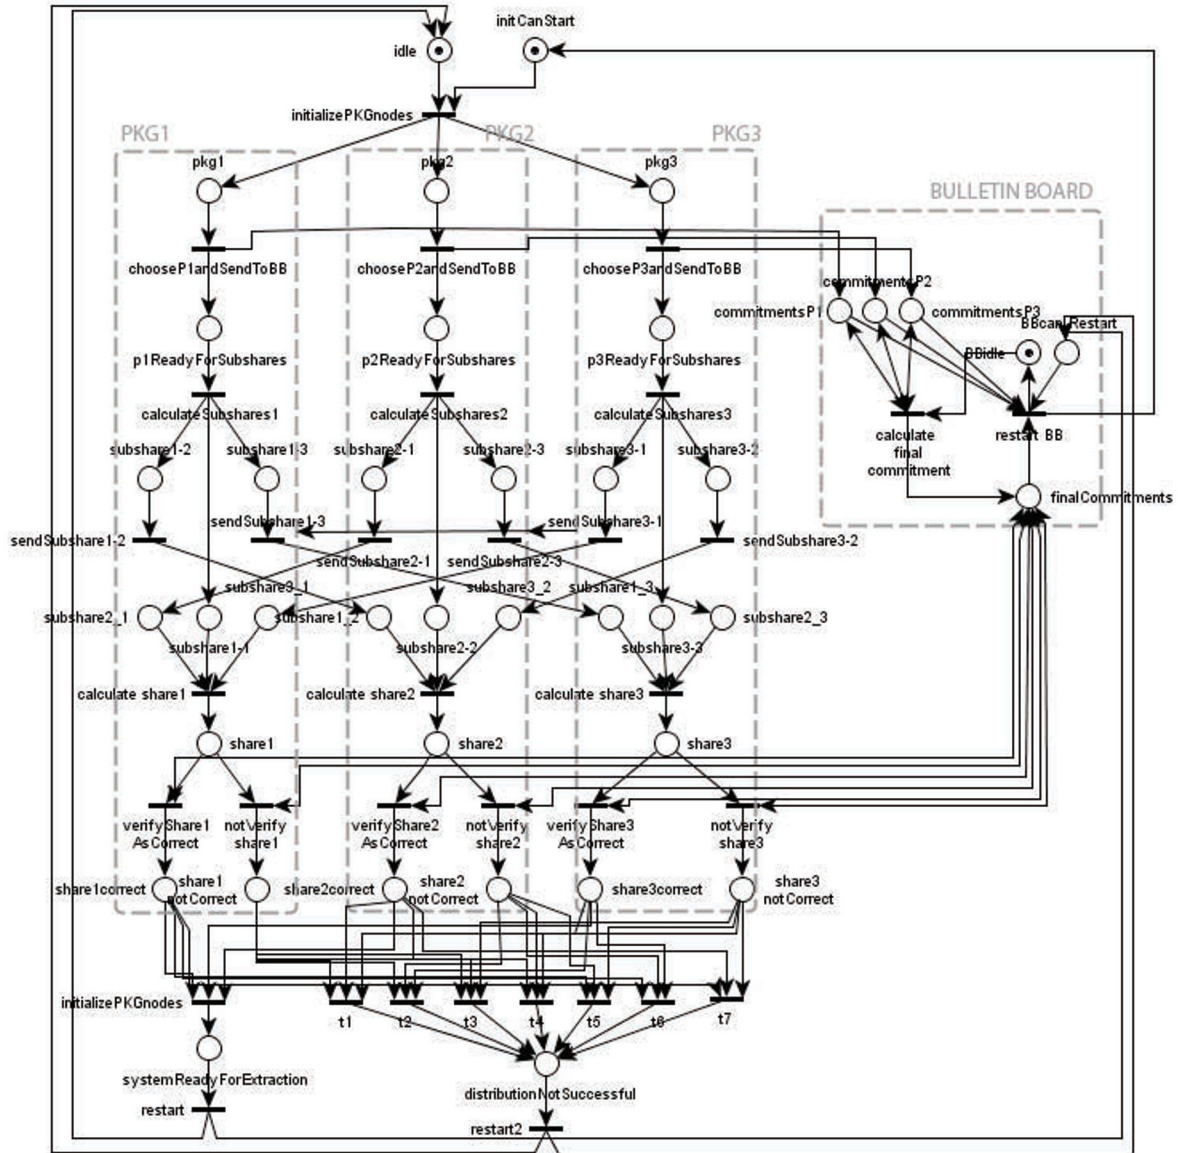 initCanStart
idle
initializePKGnodes
PKG1
PKG2
PKG3
pkg1
pkg2
pkg3
BULLETIN BOARD
chooseP1andSendToBB
chooseP2andSendToBB
chooseP3andSendToBB
commitmentsP2
commitmentsP1
commitmentsP3
BBcanRestart
BBidle
p1ReadyForSubshares
p2ReadyForSubshares
p3ReadyForSubshares
calculateSubshares1
calculateSubshares2
calculateSubshares3
calculate
final
commitment
restart BB
subshare1-2
subshare1-3
subshare2-1
subshare2-3
subshare3-1
subshare3-2
finalCommitments
sendSubshare1-3
sendSubshare3-1
sendSubshare1-2
sendSubshare3-2
sendSubshare2-1
sendSubshare2-3
subshare3_1
subshare3_2
subshare1_3
subshare2_1
subshare1_2
subshare2_3
subshare1-1
subshare2-2
subshare3-3
calculate share1
calculate share2
calculate share3
share1
share2
share3
verifyShare1
AsCorrect
notVerify
share1
verifyShare2
AsCorrect
notVerify
share2
verifyShare3
AsCorrect
notVerify
share3
share1correct
share1
notCorrect
share2correct
share2
notCorrect
share3correct
share3
notCorrect
initializePKGnodes
t1
t2
t3
t4
t5
t6
t7
systemReadyForExtraction
distributionNotSuccessful
restart
restart2